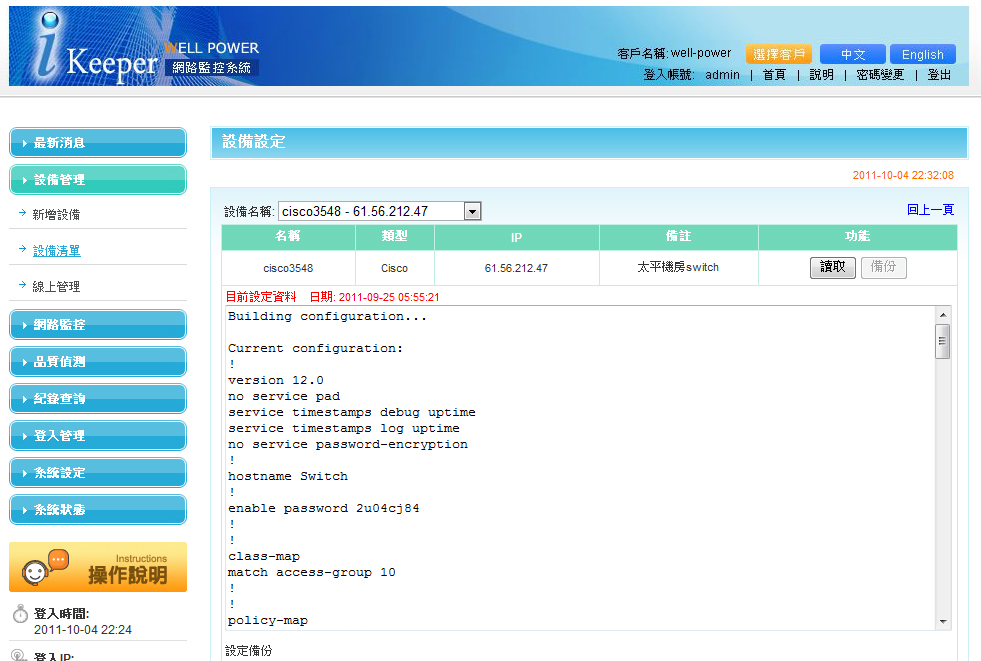 iKeeper
WELL POWER
網路監控系統
客戶名稱: well-power 選擇客戶 中文 English
登入帳號: admin | 首頁 | 說明 | 密碼變更 | 登出
最新消息
設備管理
新增設備
設備清單
線上管理
網路監控
品質偵測
紀錄查詢
登入管理
系統設定
系統狀態
Instructions
操作說明
登入時間:
2011-10-04 22:24
登入IP:
設備設定
2011-10-04 22:32:08
設備名稱: cisco3548 - 61.56.212.47
回上一頁
名稱 類型 IP 備註 功能
cisco3548 Cisco 61.56.212.47 太平機房switch 讀取 備份
目前設定資料 日期: 2011-09-25 05:55:21
Building configuration...
Current configuration:
!
version 12.0
no service pad
service timestamps debug uptime
service timestamps log uptime
no service password-encryption
!
hostname Switch
!
enable password 2u04cj84
!
!
class-map
match access-group 10
!
!
policy-map
設定備份